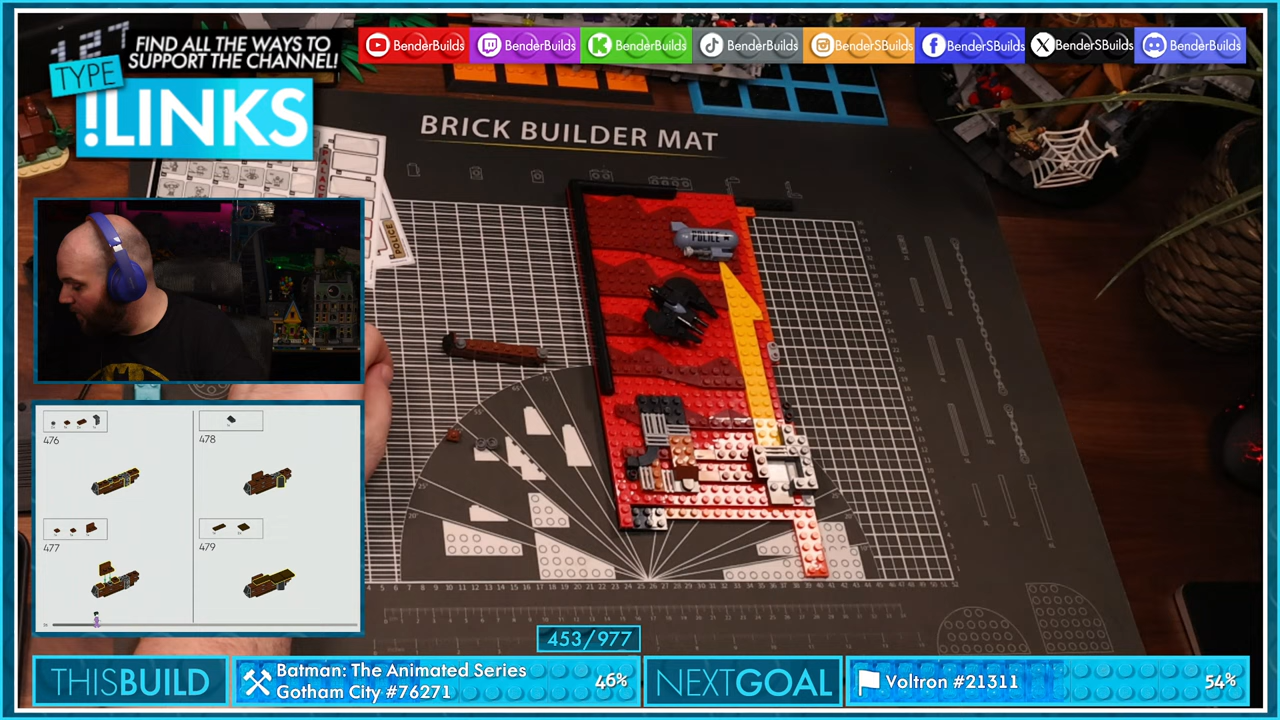 FIND ALL THE WAYS TO
SUPPORT THE CHANNEL!
TYPE
!LINKS
BenderBuilds
BenderBuilds
BenderBuilds
BenderBuilds
BenderSBuilds
BenderSBuilds
BenderSBuilds
BenderBuilds
BRICK BUILDER MAT
POLICE
POLICE
476
478
477
479
453/977
THISBUILD
Batman: The Animated Series
Gotham City #76271
46%
NEXTGOAL
Voltron #21311
54%